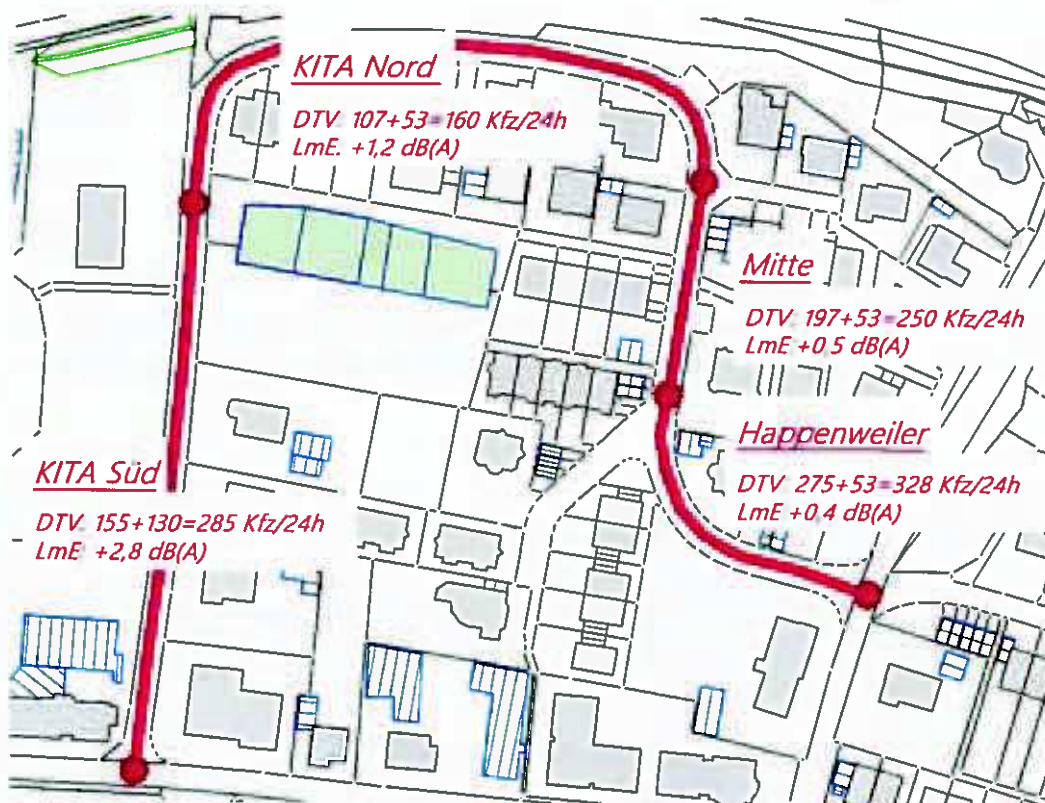 KITA Nord
DTV: 107+53=160 Kfz/24h
LmE. +1,2 dB(A)
Mitte
DTV: 197+53=250 Kfz/24h
LmE +0,5 dB(A)
Happenweiler
DTV: 275+53=328 Kfz/24h
LmE +0,4 dB(A)
KITA Süd
DTV: 155+130=285 Kfz/24h
LmE +2,8 dB(A)